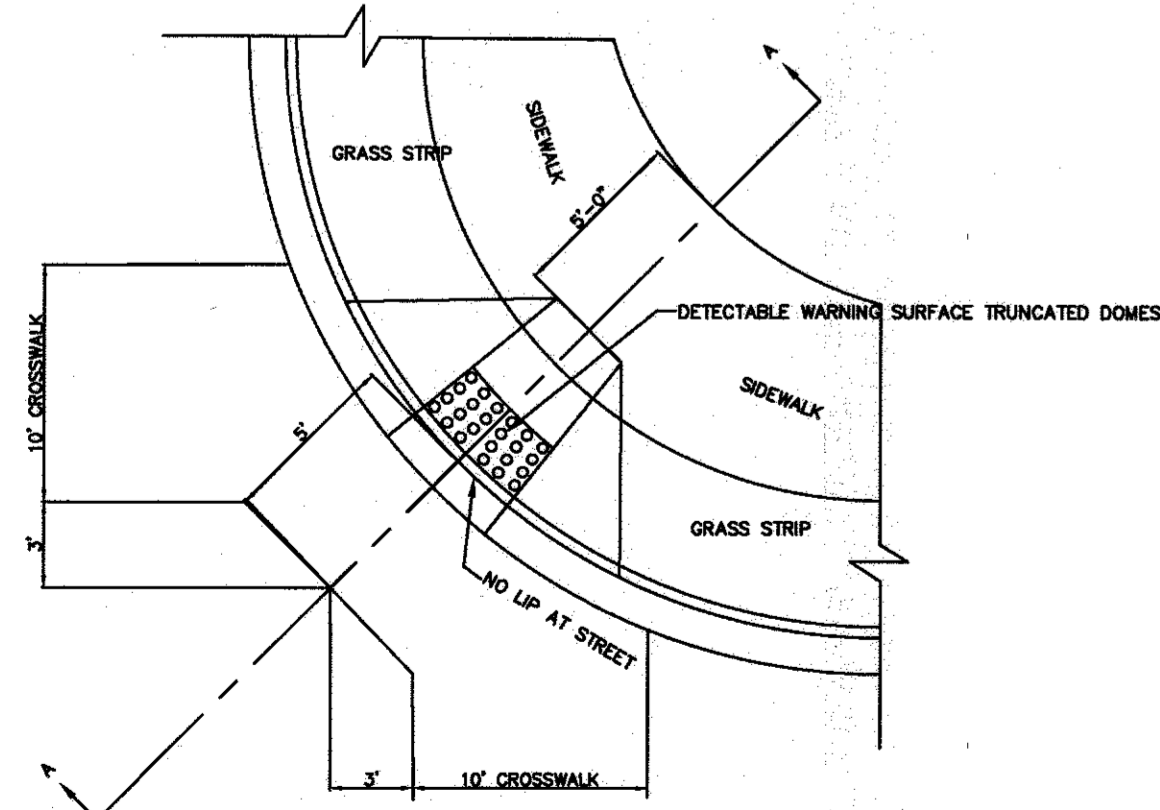 A
GRASS STRIP
SIDEWALK
5'-0"
DETECTABLE WARNING SURFACE TRUNCATED DOMES
10' CROSSWALK
5'
SIDEWALK
3'
GRASS STRIP
NO LIP AT STREET
A
3'
10' CROSSWALK